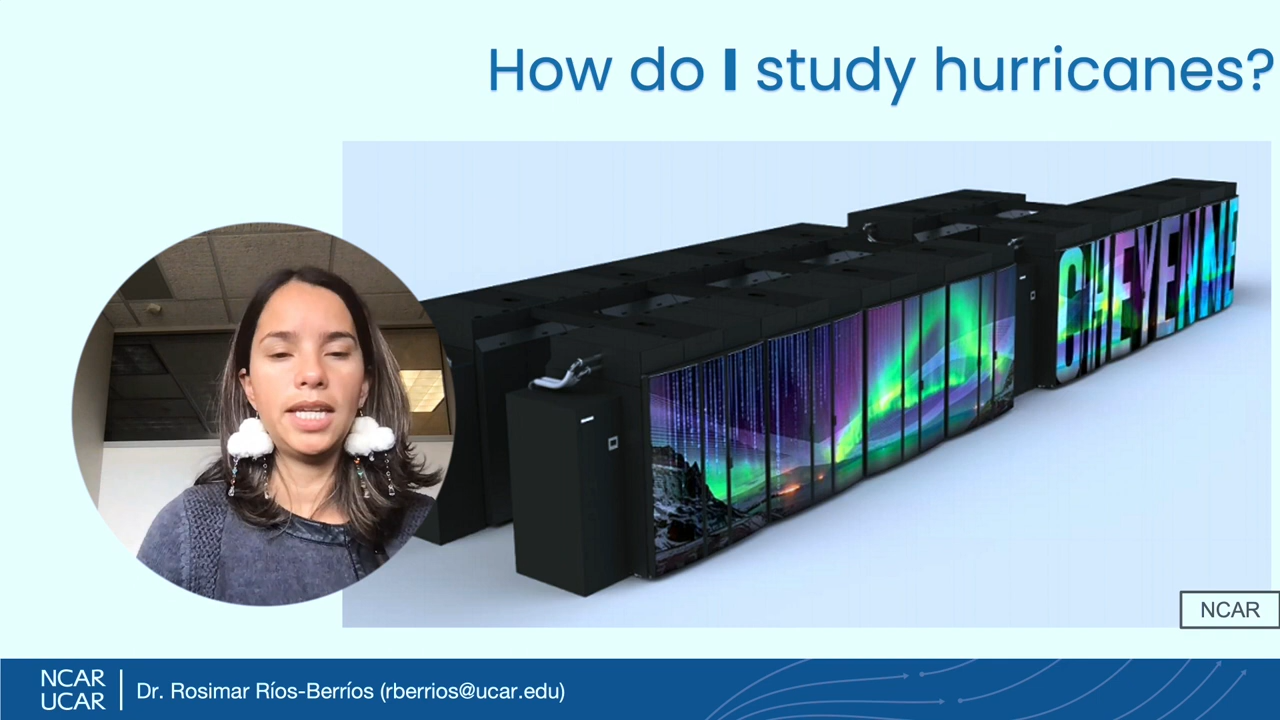 How do I study hurricanes?
CHEYENNE
NCAR
NCAR
UCAR
Dr. Rosimar Ríos-Berríos (rberrios@ucar.edu)